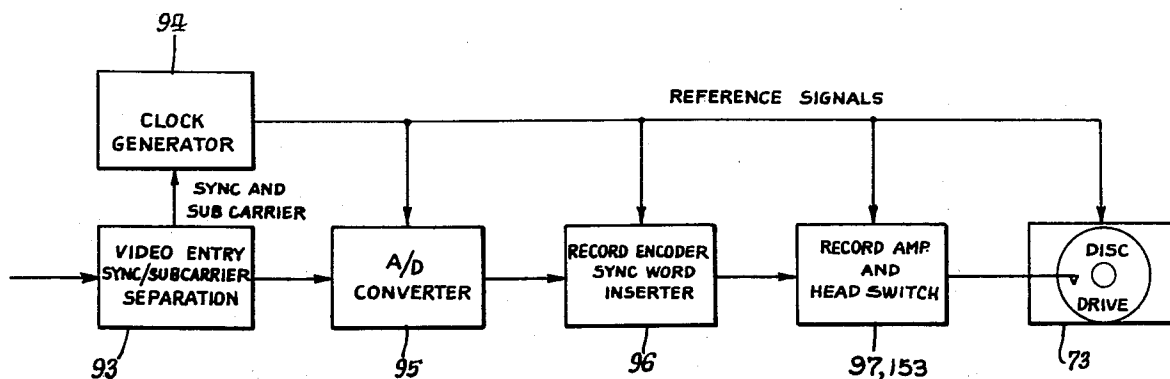 94
CLOCK
GENERATOR
REFERENCE SIGNALS
SYNC AND
SUB CARRIER
VIDEO ENTRY
SYNC/SUBCARRIER
SEPARATION
A/D
CONVERTER
RECORD ENCODER
SYNC WORD
INSERTER
RECORD AMP.
AND
HEAD SWITCH
DISC
DRIVE
93
95
96
97,153
73